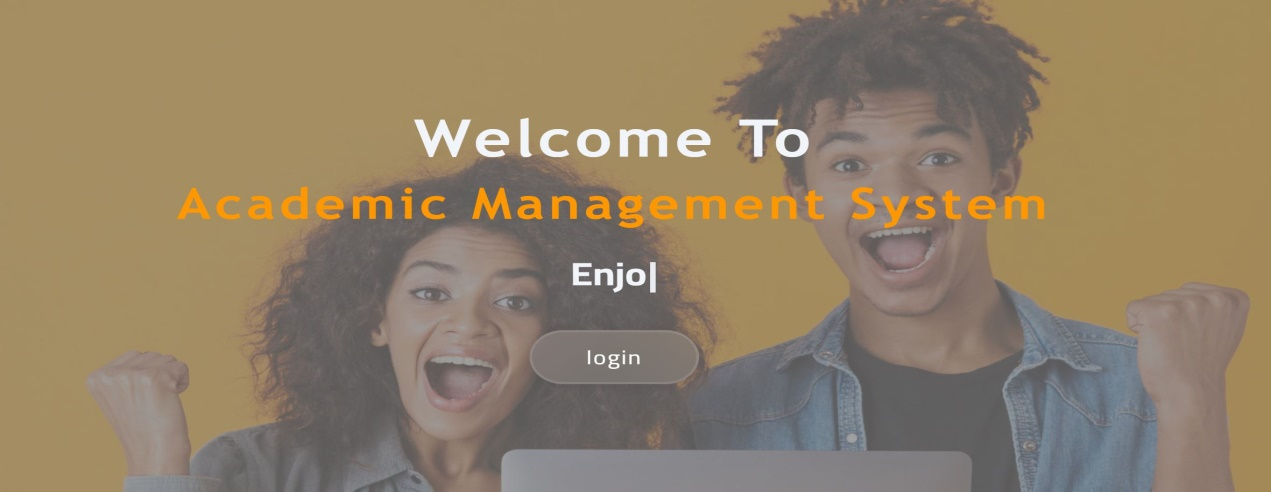 Welcome To
Academic Management System
Enjo|
login